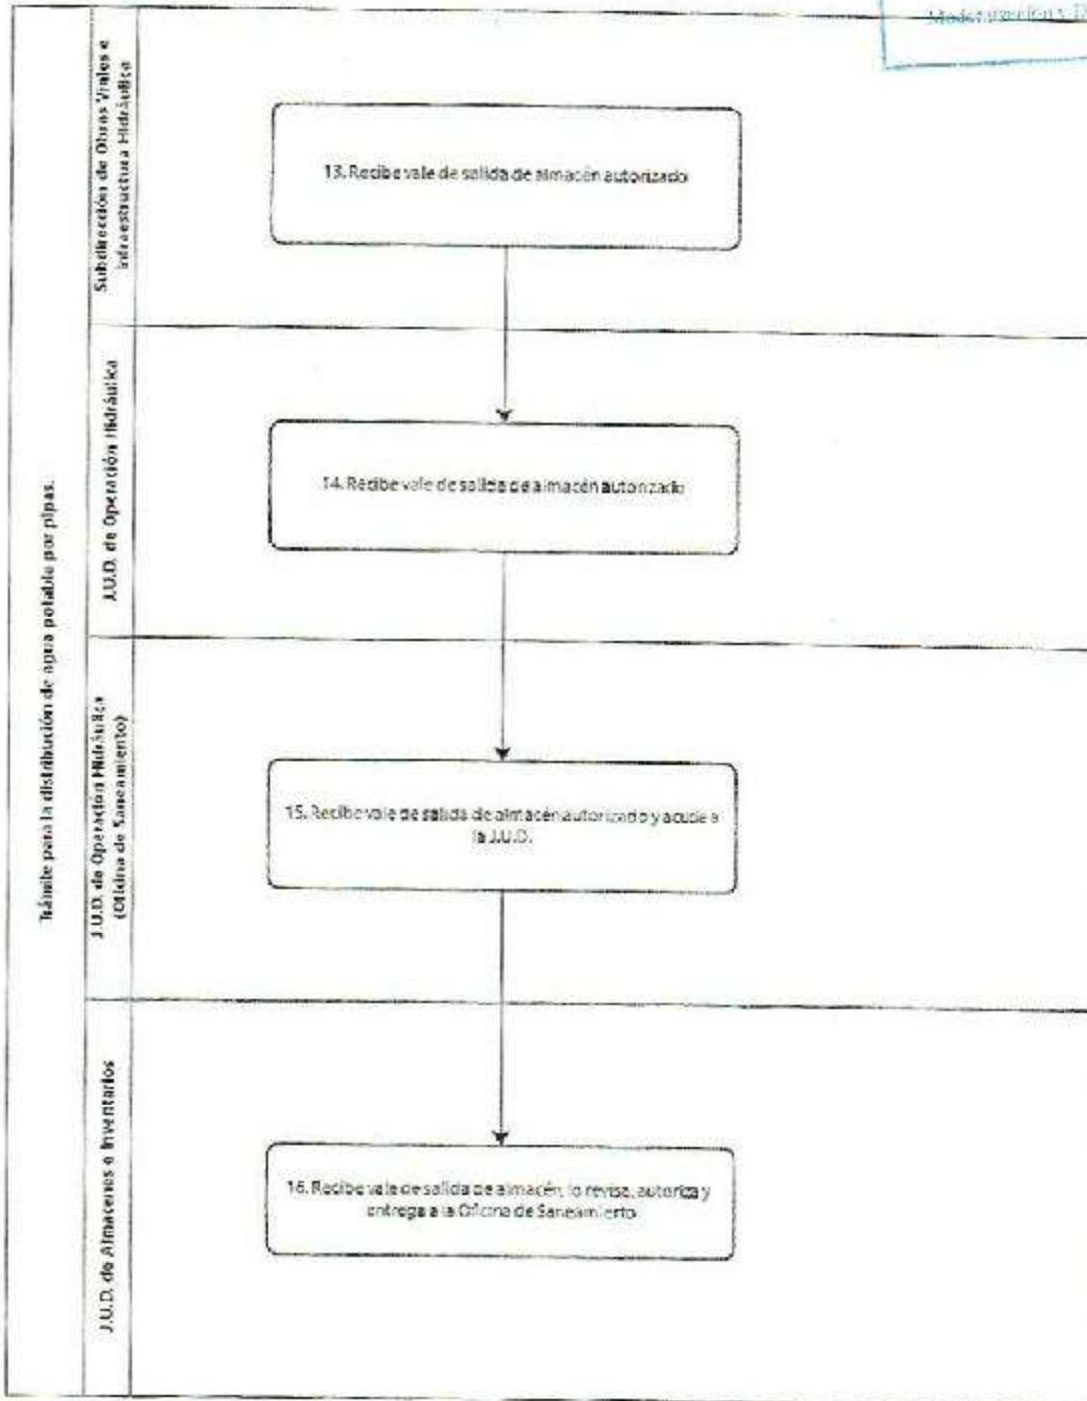 Modernización y D
Trámite para la distribución de agua potable por pipas.
Subdirección de Obras Viales e
Infraestructura Hidráulica
13. Recibe vale de salida de almacén autorizado
J.U.D. de Operación Hidráulica
14. Recibe vale de salida de almacén autorizado
J.U.D. de Operación Hidráulica
(Oficina de Saneamiento)
15. Recibe vale de salida de almacén autorizado y acude a
la J.U.D.
J.U.D. de Almacenes e Inventarios
16. Recibe vale de salida de almacén, lo revisa, autoriza y
entrega a la Oficina de Saneamiento